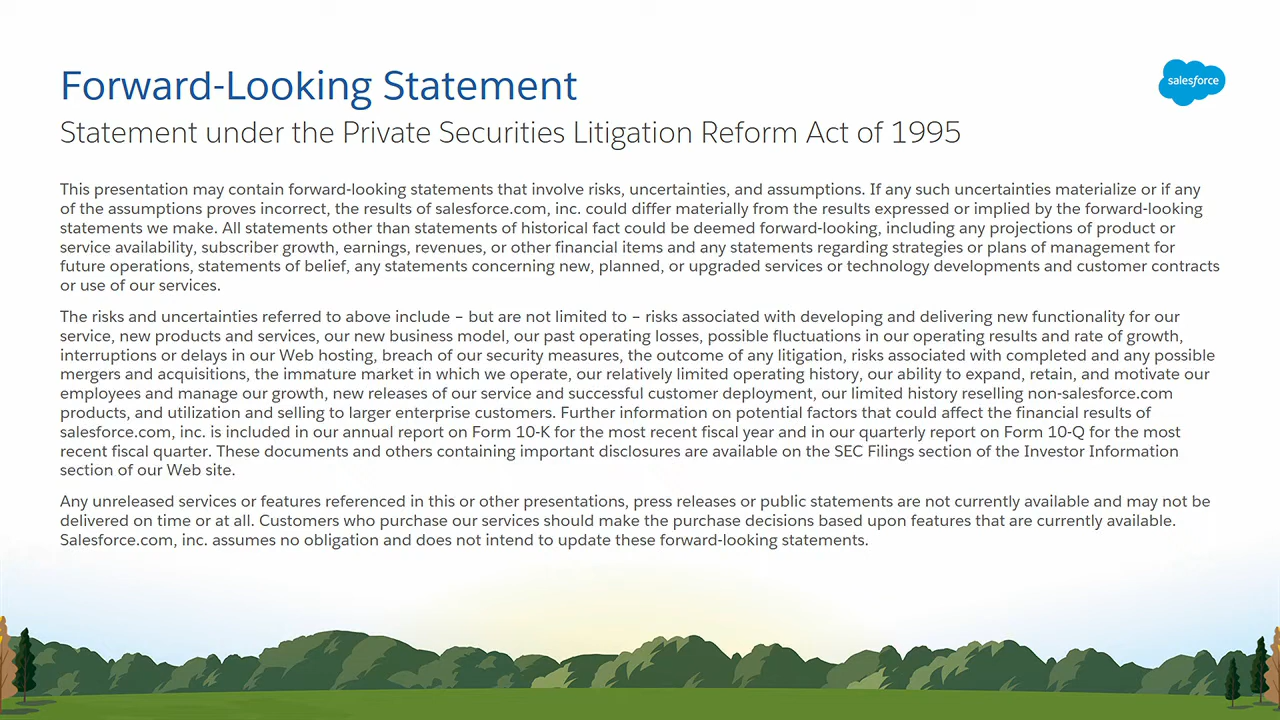 Forward-Looking Statement
salesforce
Statement under the Private Securities Litigation Reform Act of 1995
This presentation may contain forward-looking statements that involve risks, uncertainties, and assumptions. If any such uncertainties materialize or if any
of the assumptions proves incorrect, the results of salesforce.com, inc. could differ materially from the results expressed or implied by the forward-looking
statements we make. All statements other than statements of historical fact could be deemed forward-looking, including any projections of product or
service availability, subscriber growth, earnings, revenues, or other financial items and any statements regarding strategies or plans of management for
future operations, statements of belief, any statements concerning new, planned, or upgraded services or technology developments and customer contracts
or use of our services.
The risks and uncertainties referred to above include – but are not limited to – risks associated with developing and delivering new functionality for our
service, new products and services, our new business model, our past operating losses, possible fluctuations in our operating results and rate of growth,
interruptions or delays in our Web hosting, breach of our security measures, the outcome of any litigation, risks associated with completed and any possible
mergers and acquisitions, the immature market in which we operate, our relatively limited operating history, our ability to expand, retain, and motivate our
employees and manage our growth, new releases of our service and successful customer deployment, our limited history reselling non-salesforce.com
products, and utilization and selling to larger enterprise customers. Further information on potential factors that could affect the financial results of
salesforce.com, inc. is included in our annual report on Form 10-K for the most recent fiscal year and in our quarterly report on Form 10-Q for the most
recent fiscal quarter. These documents and others containing important disclosures are available on the SEC Filings section of the Investor Information
section of our Web site.
Any unreleased services or features referenced in this or other presentations, press releases or public statements are not currently available and may not be
delivered on time or at all. Customers who purchase our services should make the purchase decisions based upon features that are currently available.
Salesforce.com, inc. assumes no obligation and does not intend to update these forward-looking statements.